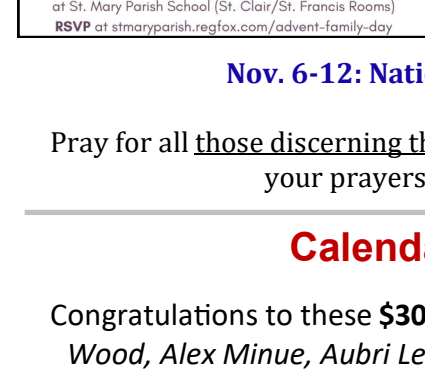 at St. Mary Parish School (St. Clair/St. Francis Rooms)
RSVP at stmaryparish.regfox.com/advent-family-day
Nov. 6-12: Nati
Pray for all those discerning th
your prayers
Calenda
Congratulations to these $30
Wood, Alex Minue, Aubri Le